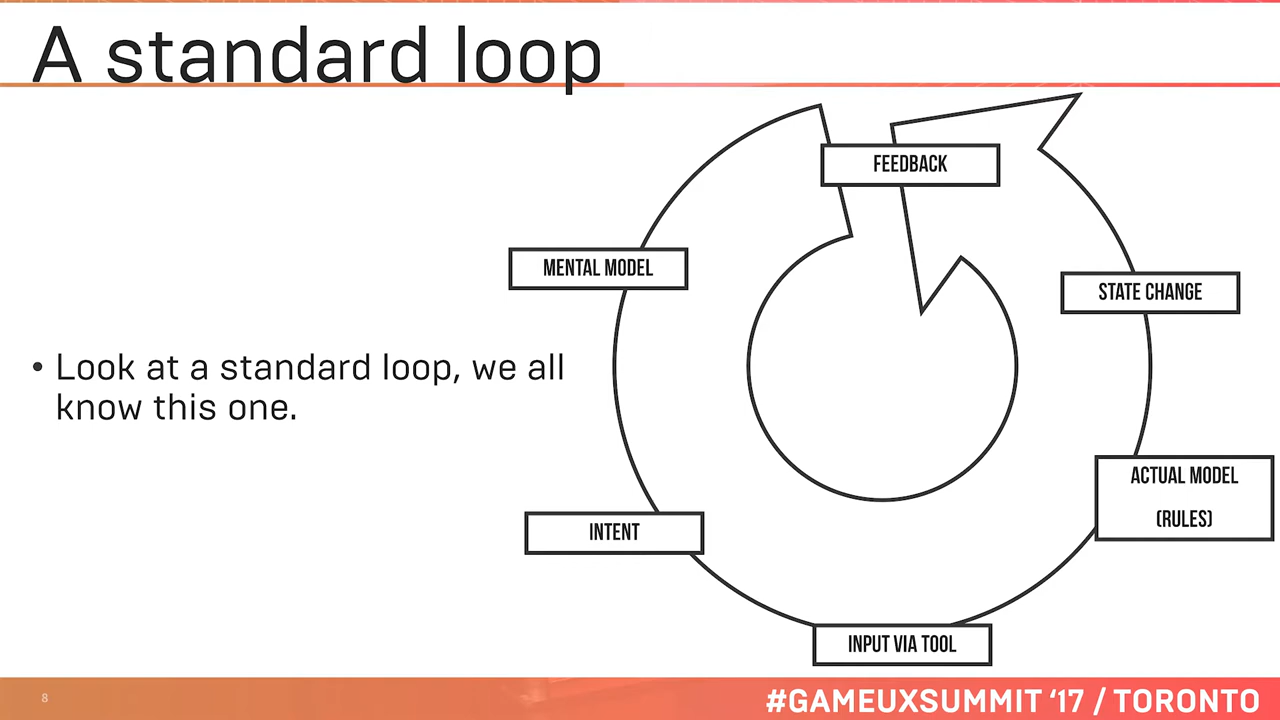 A standard loop
FEEDBACK
MENTAL MODEL
STATE CHANGE
• Look at a standard loop, we all
know this one.
ACTUAL MODEL
(RULES)
INTENT
INPUT VIA TOOL
8
#GAMEUXSUMMIT ‘17 / TORONTO